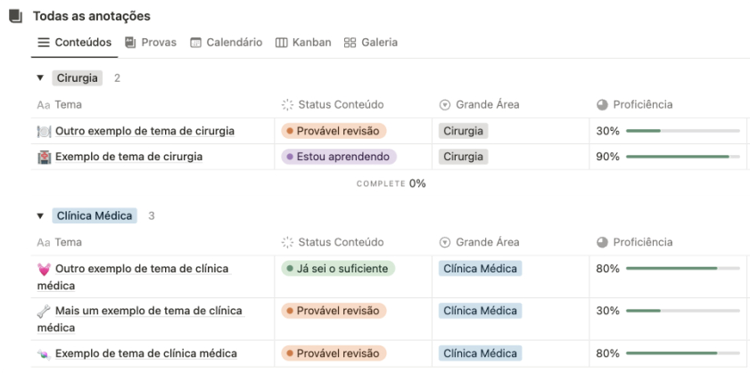 Todas as anotações
Conteúdos Provas Calendário Kanban Galeria
Cirurgia 2
Aa Tema Status Conteúdo Grande Área Proficiência
Outro exemplo de tema de cirurgia Provável revisão Cirurgia 30%
Exemplo de tema de cirurgia Estou aprendendo Cirurgia 90%
COMPLETE 0%
Clínica Médica 3
Aa Tema Status Conteúdo Grande Área Proficiência
Outro exemplo de tema de clínica Já sei o suficiente Clínica Médica 80%
médica
Mais um exemplo de tema de clínica Provável revisão Clínica Médica 30%
médica
Exemplo de tema de clínica médica Provável revisão Clínica Médica 80%